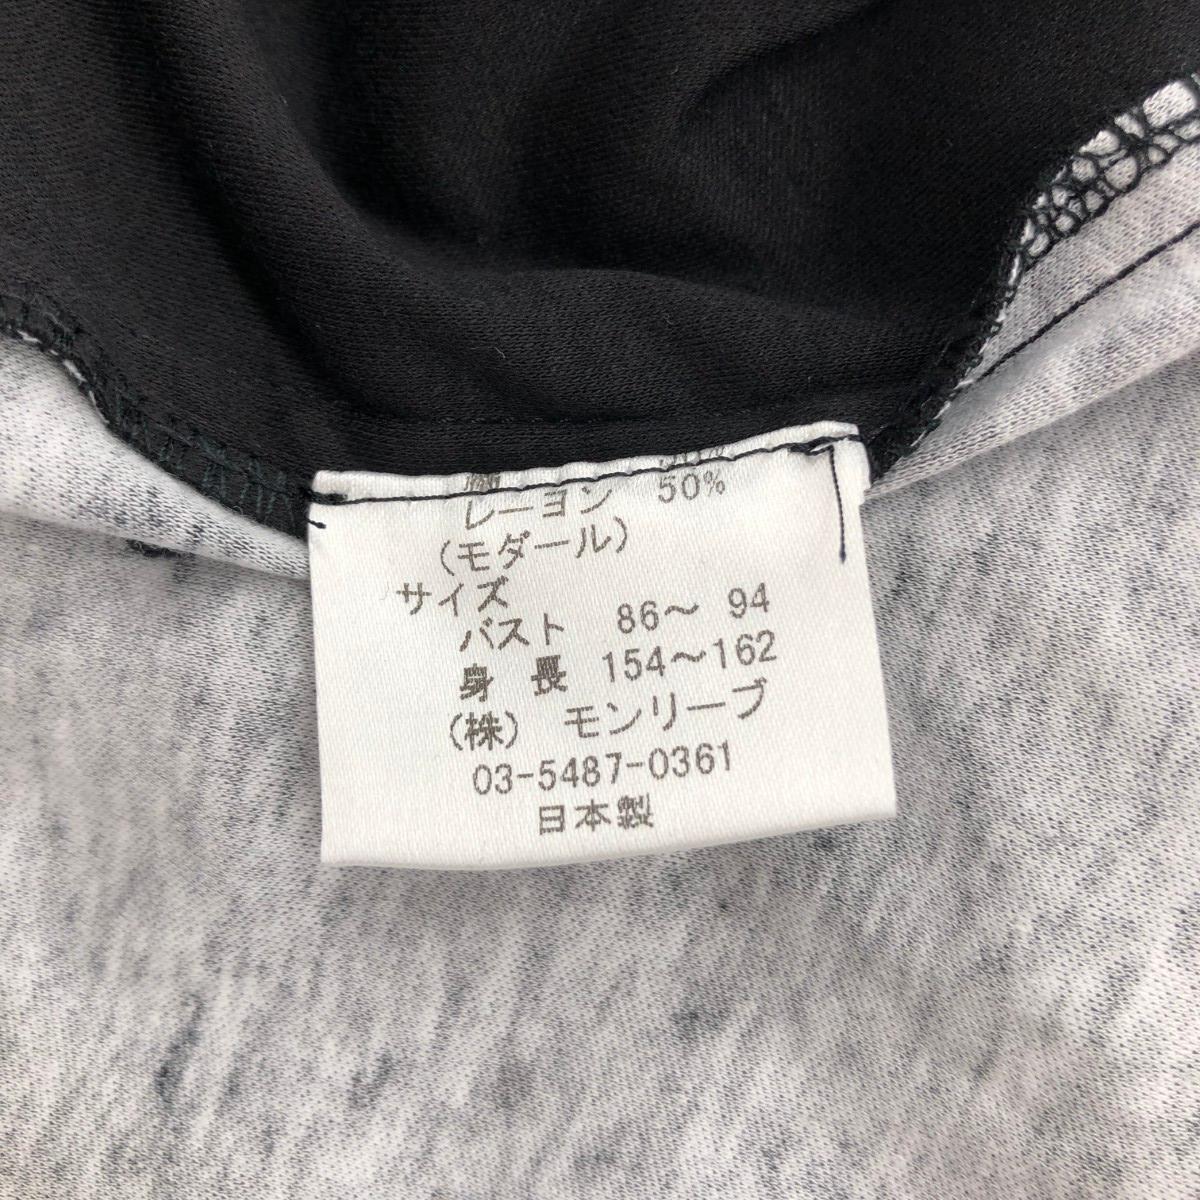 レーヨン 50%
(モダール)
サイズ
バスト 86～ 94
身 長 154～162
(株) モンリーブ
03-5487-0361
日本製